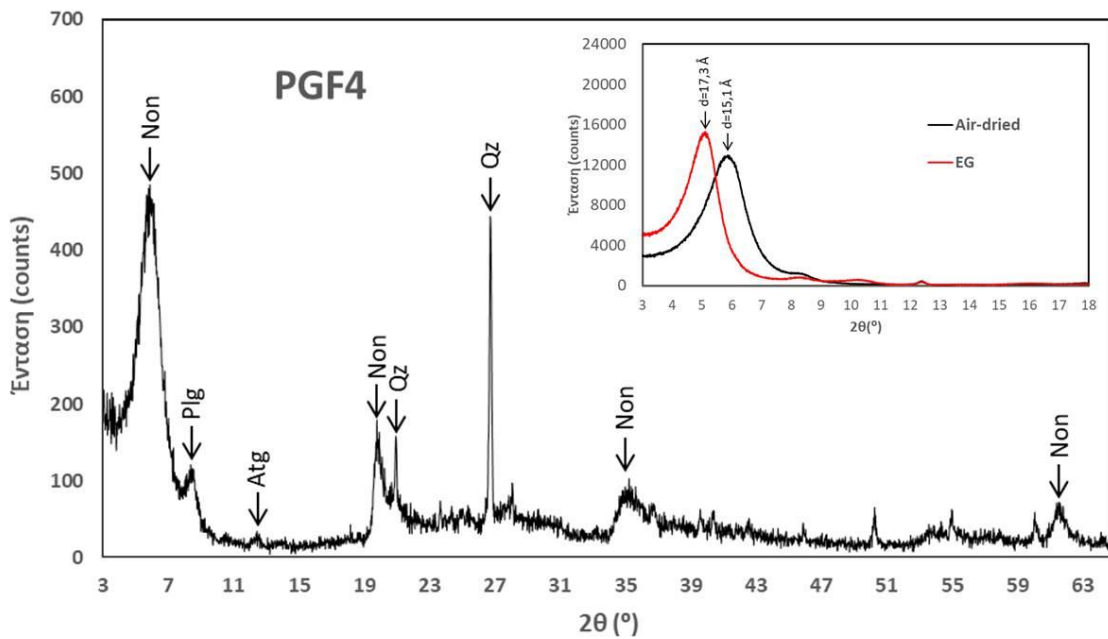 PGF4
700
600
500
400
300
200
100
0
Ένταση (counts)
3 7 11 15 19 23 27 31 35 39 43 47 51 55 59 63
2θ (º)
Non
Plg
Atg
Non
Qz
Qz
Non
Non
24000
20000
16000
12000
8000
4000
0
Ένταση (counts)
3 4 5 6 7 8 9 10 11 12 13 14 15 16 17 18
2θ(º)
d=17,3 Å
d=15,1 Å
Air-dried
EG